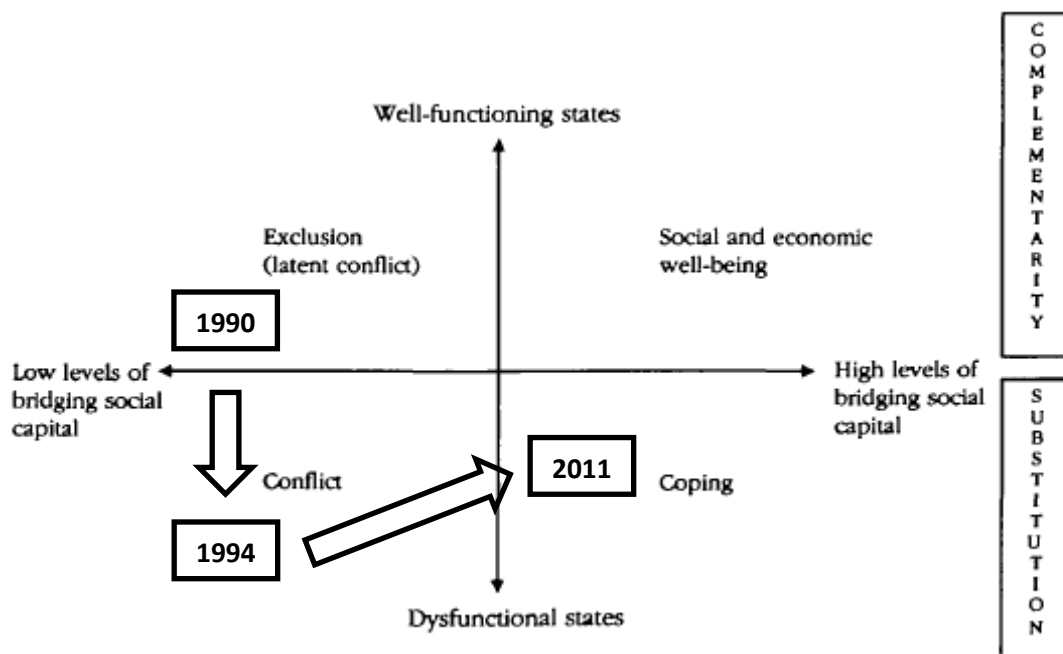 Well-functioning states
Exclusion
(latent conflict)
Social and economic
well-being
1990
Low levels of
bridging social
capital
High levels of
bridging social
capital
Conflict
2011
Coping
1994
Dysfunctional states
COMPLEMENTARITY
SUBSTITUTION